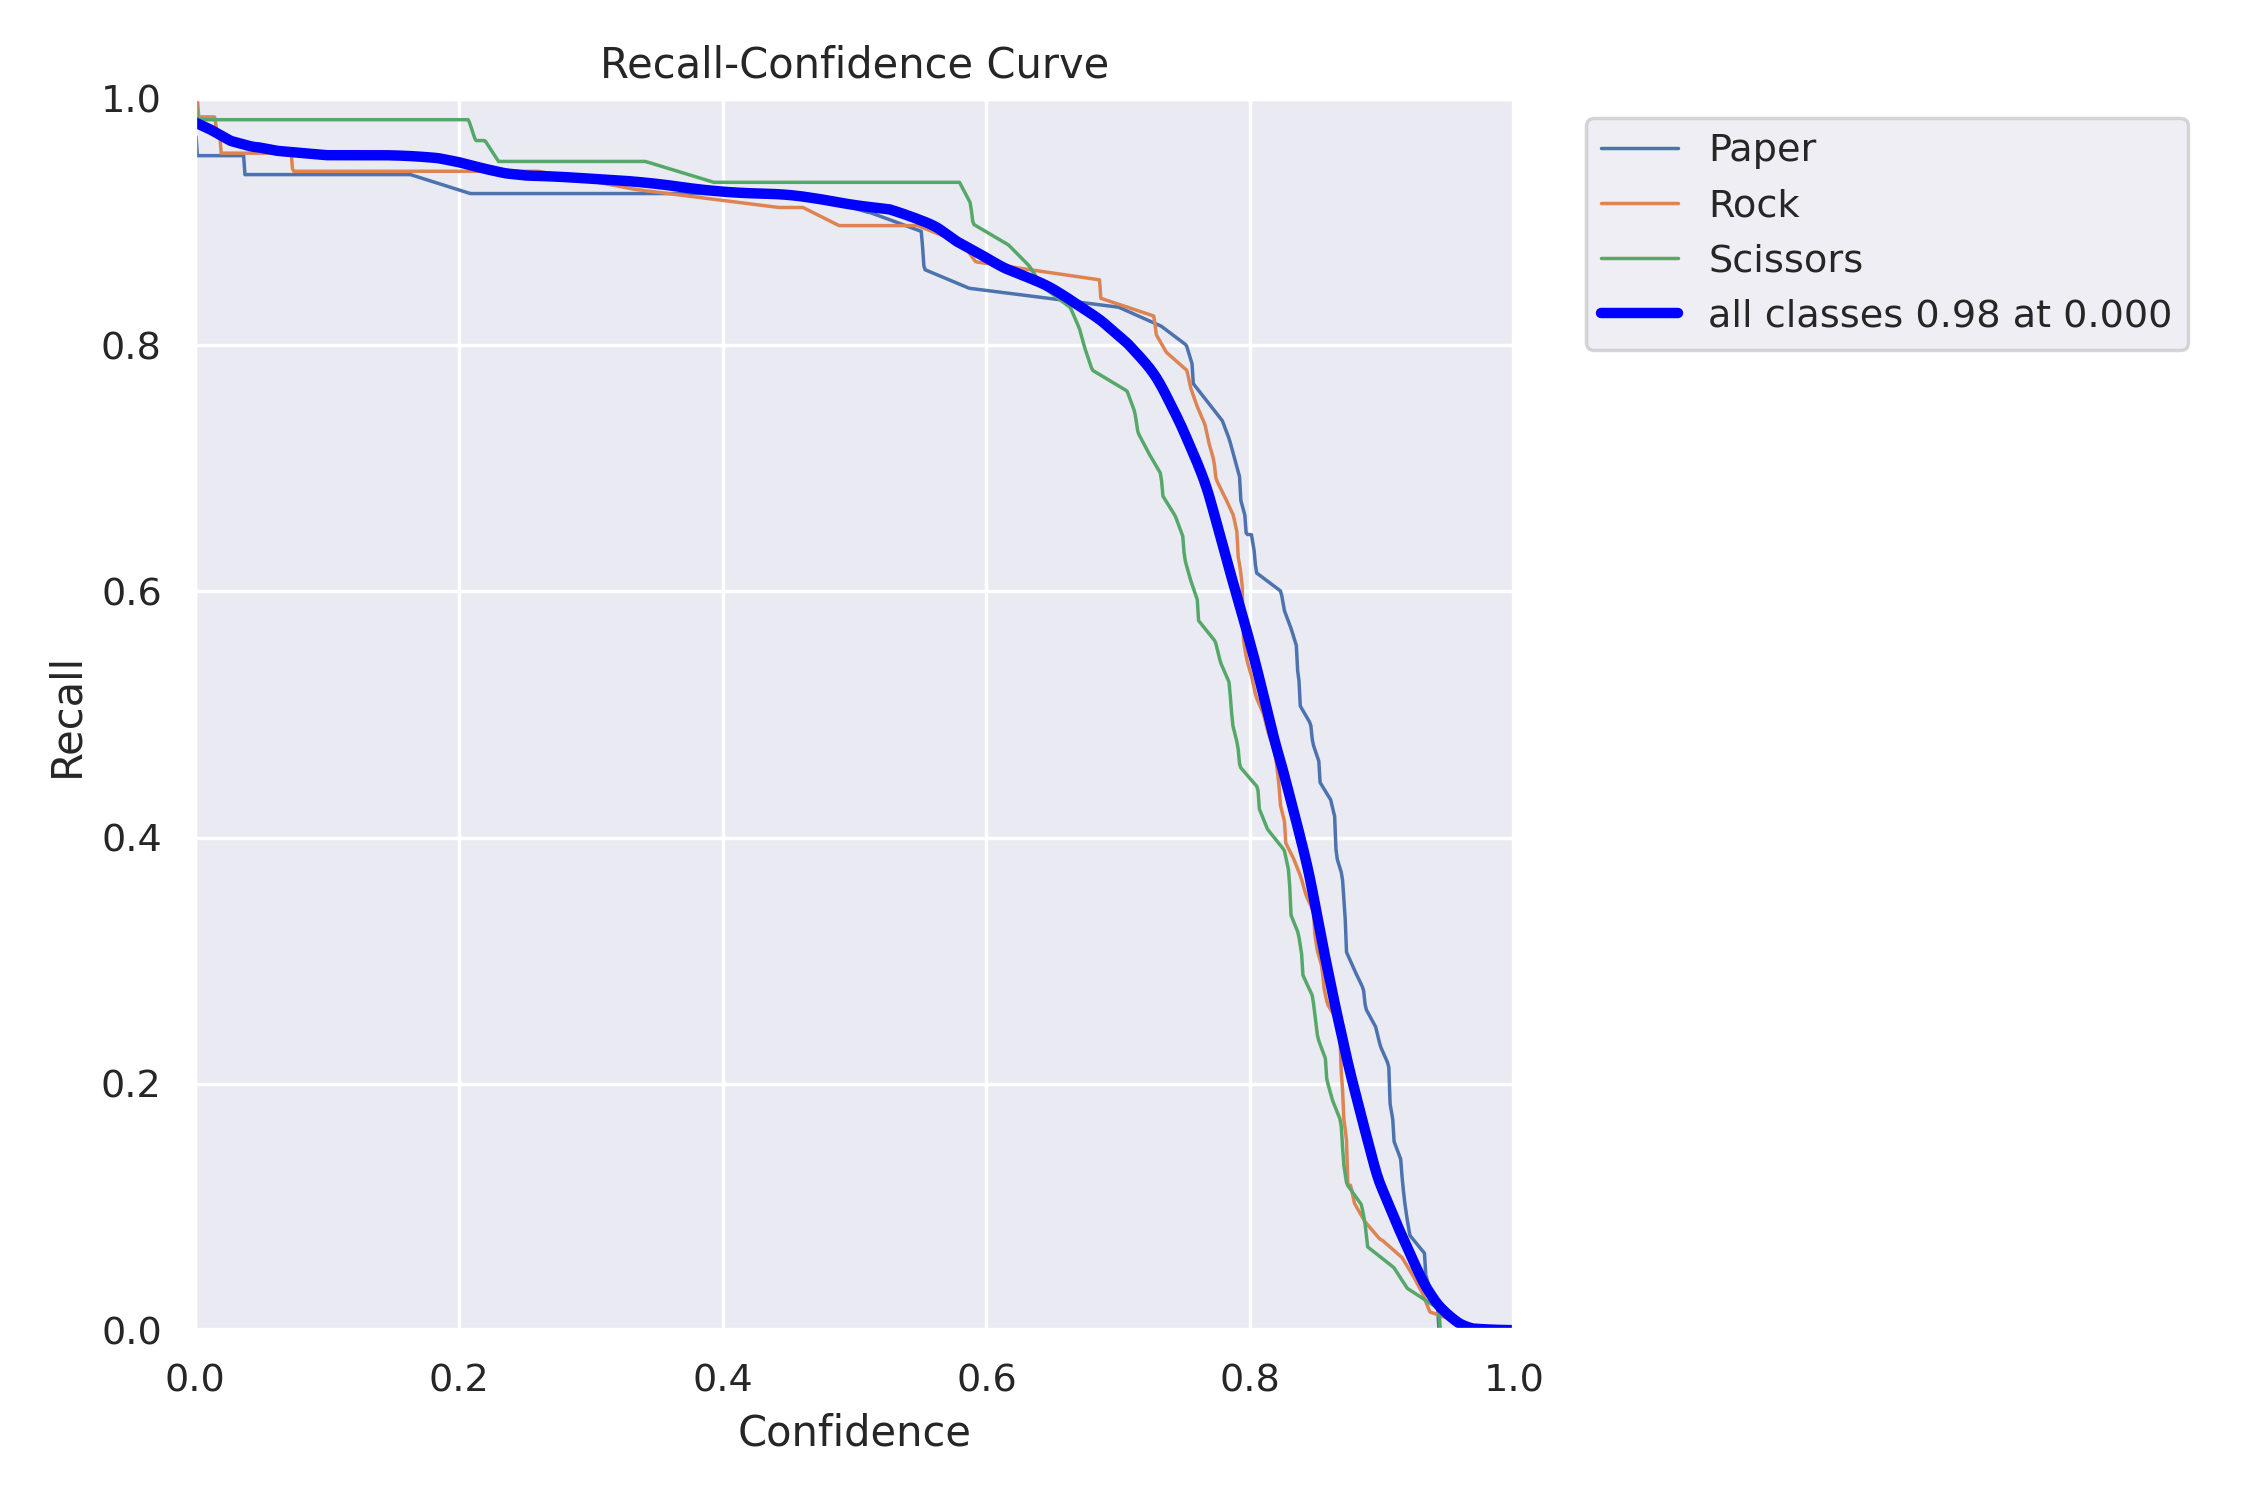 Recall-Confidence Curve
1.0
0.8
0.6
0.4
0.2
0.0
Recall
0.0 0.2 0.4 0.6 0.8 1.0
Confidence
Paper
Rock
Scissors
all classes 0.98 at 0.000